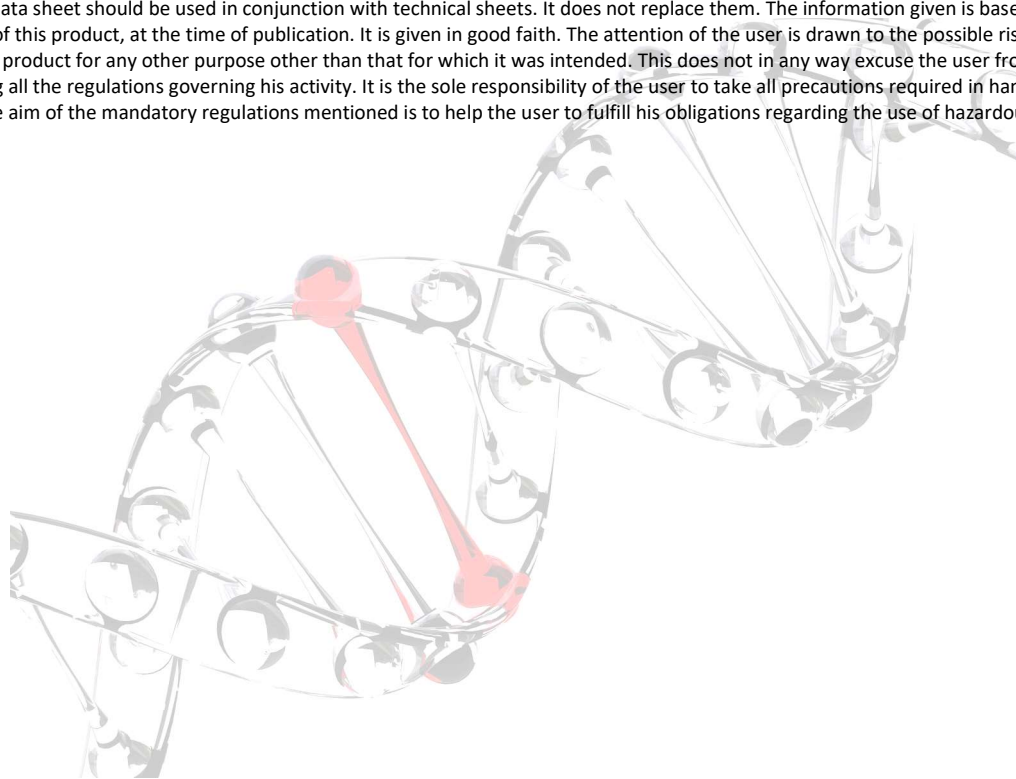 ata sheet should be used in conjunction with technical sheets. It does not replace them. The information given is base
of this product, at the time of publication. It is given in good faith. The attention of the user is drawn to the possible ris
product for any other purpose other than that for which it was intended. This does not in any way excuse the user fro
g all the regulations governing his activity. It is the sole responsibility of the user to take all precautions required in han
e aim of the mandatory regulations mentioned is to help the user to fulfill his obligations regarding the use of hazardou